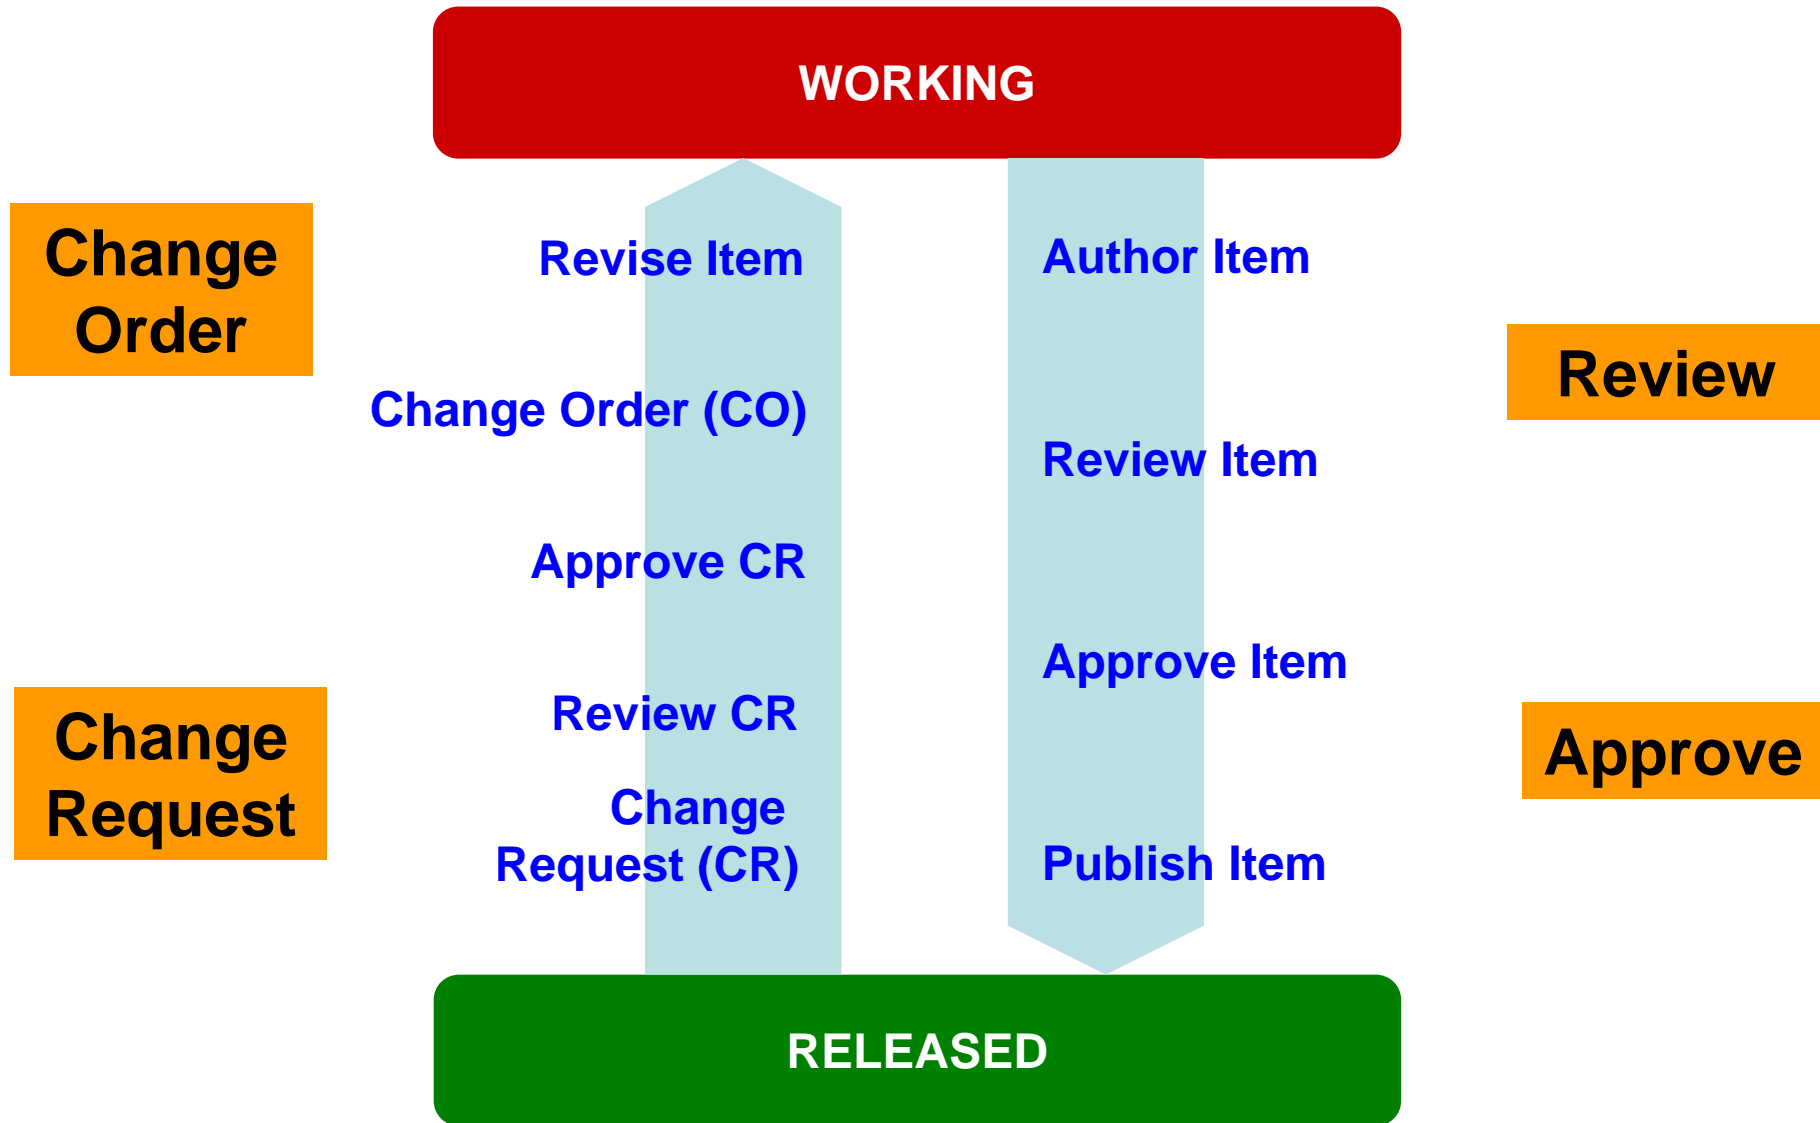 WORKING
Change
Order
Revise Item
Change Order (CO)
Approve CR
Change
Request
Review CR
Change
Request (CR)
Author Item
Review Item
Approve Item
Publish Item
Review
Approve
RELEASED